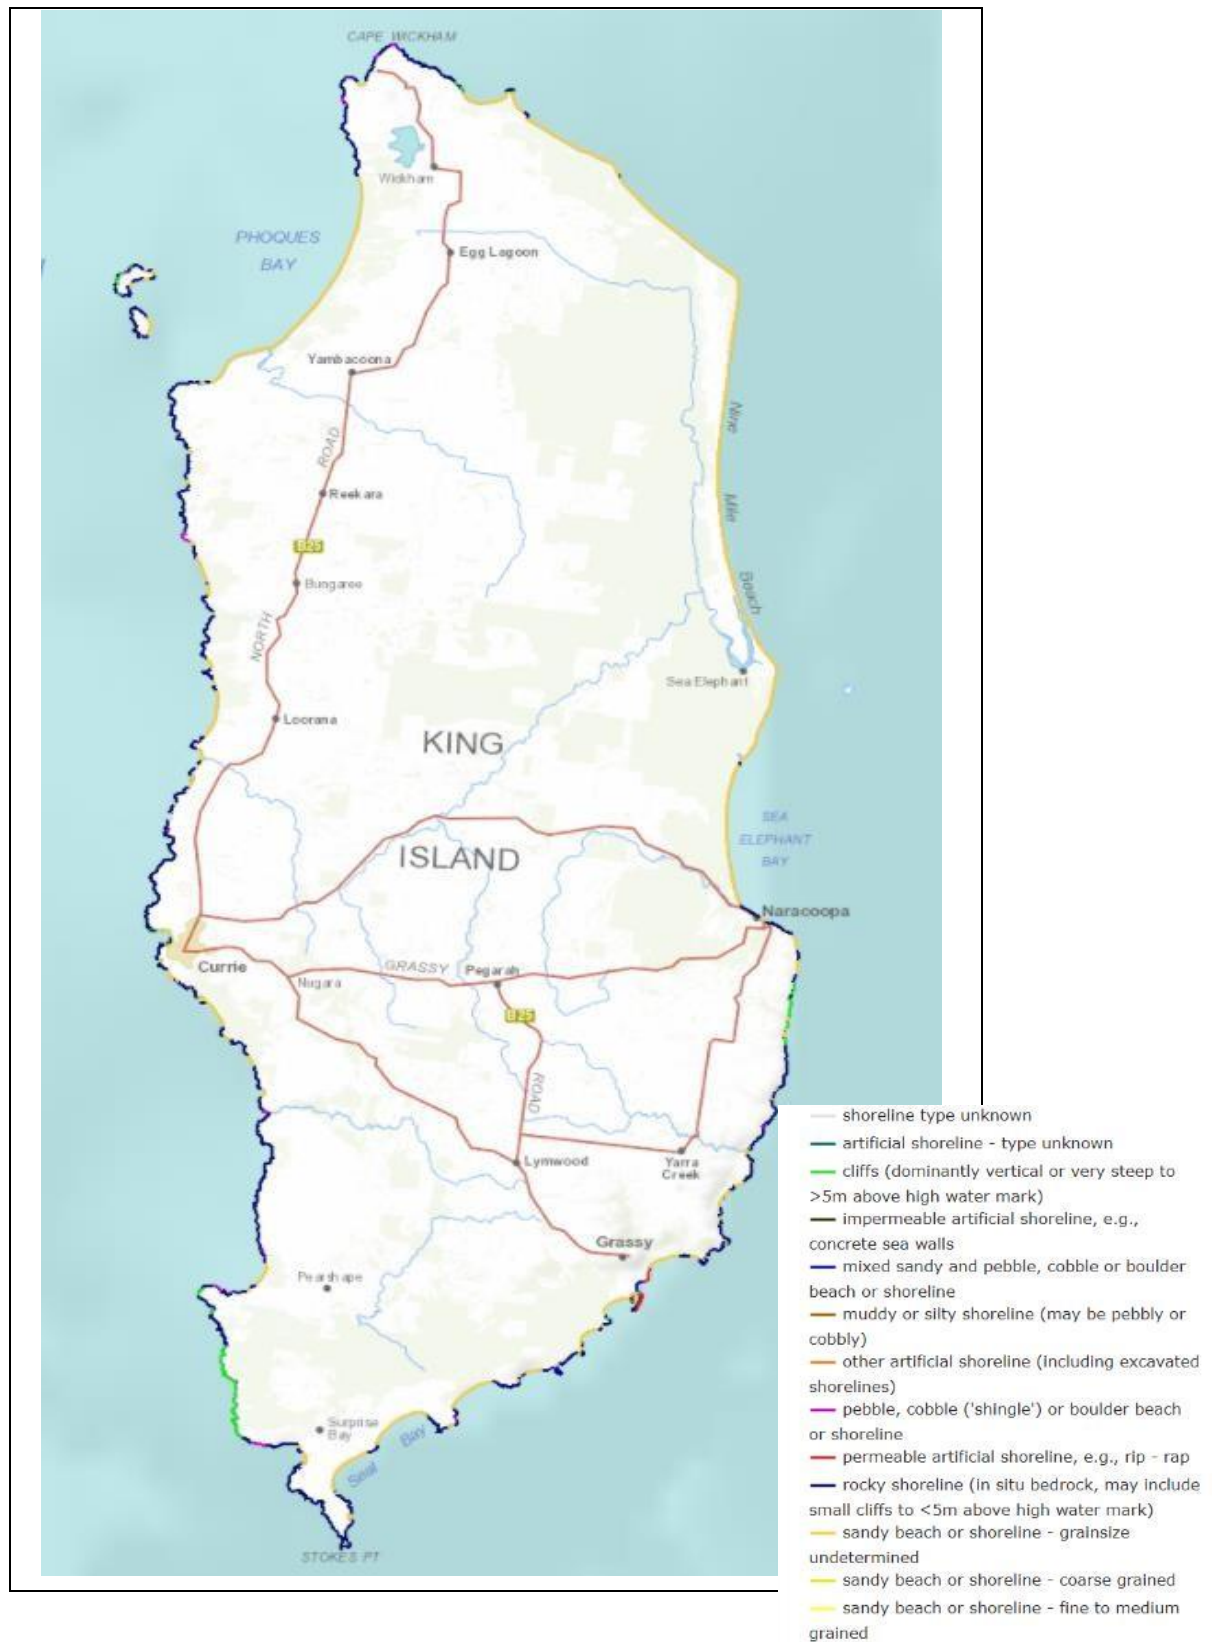 CAPE WICKHAM
Wickham
PHOQUES
BAY
Egg Lagoon
Yambacoona
ROAD
Nine
Reekara
Mile
B25
Bungaree
Beach
NORTH
Sea Elephant
Loorana
KING
SEA
ELEPHANT
BAY
ISLAND
Naracoopa
Currie
GRASSY
Pegarah
Nugara
B25
ROAD
Lymwood
Yarra
Creek
Grassy
Pearshape
Surprise
Bay
Seal Bay
STOKES PT
shoreline type unknown
artificial shoreline - type unknown
cliffs (dominantly vertical or very steep to
>5m above high water mark)
impermeable artificial shoreline, e.g.,
concrete sea walls
mixed sandy and pebble, cobble or boulder
beach or shoreline
muddy or silty shoreline (may be pebbly or
cobbly)
other artificial shoreline (including excavated
shorelines)
pebble, cobble ('shingle') or boulder beach
or shoreline
permeable artificial shoreline, e.g., rip - rap
rocky shoreline (in situ bedrock, may include
small cliffs to <5m above high water mark)
sandy beach or shoreline - grainsize
undetermined
sandy beach or shoreline - coarse grained
sandy beach or shoreline - fine to medium
grained